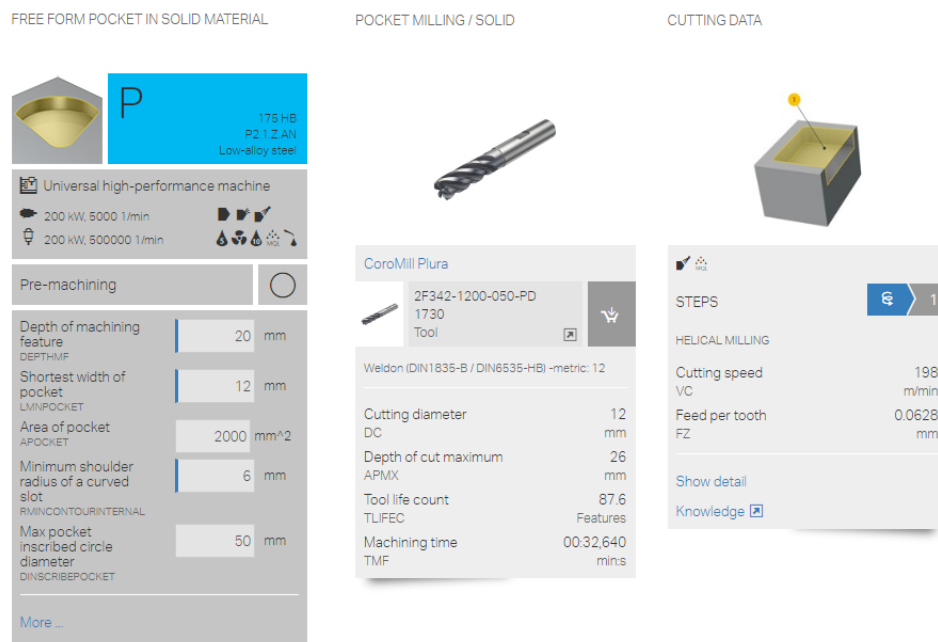 FREE FORM POCKET IN SOLID MATERIAL
P
175 HB
P2.1.Z.AN
Low-alloy steel
Universal high-performance machine
200 kW, 5000 1/min
200 kW, 500000 1/min
5
10
MQL
Pre-machining
Depth of machining
feature
DEPTHMF
20 mm
Shortest width of
pocket
LMNPOCKET
12 mm
Area of pocket
APOCKET
2000 mm^2
Minimum shoulder
radius of a curved
slot
RMINCONTOURINTERNAL
6 mm
Max pocket
inscribed circle
diameter
DINSCRIBEPOCKET
50 mm
More ...
POCKET MILLING / SOLID
CoroMill Plura
2F342-1200-050-PD
1730
Tool
Weldon (DIN1835-B / DIN6535-HB) -metric: 12
Cutting diameter 12
DC mm
Depth of cut maximum 26
APMX mm
Tool life count 87.6
TLIFEC Features
Machining time 00:32,640
TMF min:s
CUTTING DATA
1
MQL
STEPS 1
HELICAL MILLING
Cutting speed 198
VC m/min
Feed per tooth 0.0628
FZ mm
Show detail
Knowledge